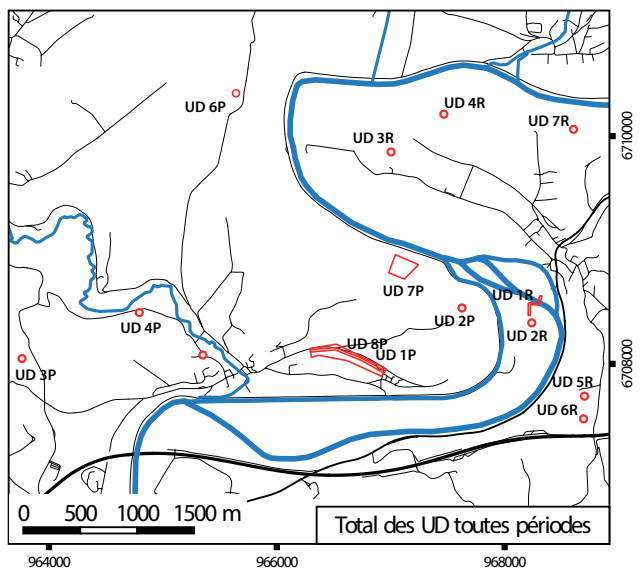 UD 6P
UD 4R
UD 7R
UD 3R
6710000
UD 7P
UD 1R
UD 2P
UD 4P
UD 2R
UD 8P
UD 1P
UD 3P
6708000
UD 5R
UD 6R
0 500 1000 1500 m
Total des UD toutes périodes
964000 966000 968000